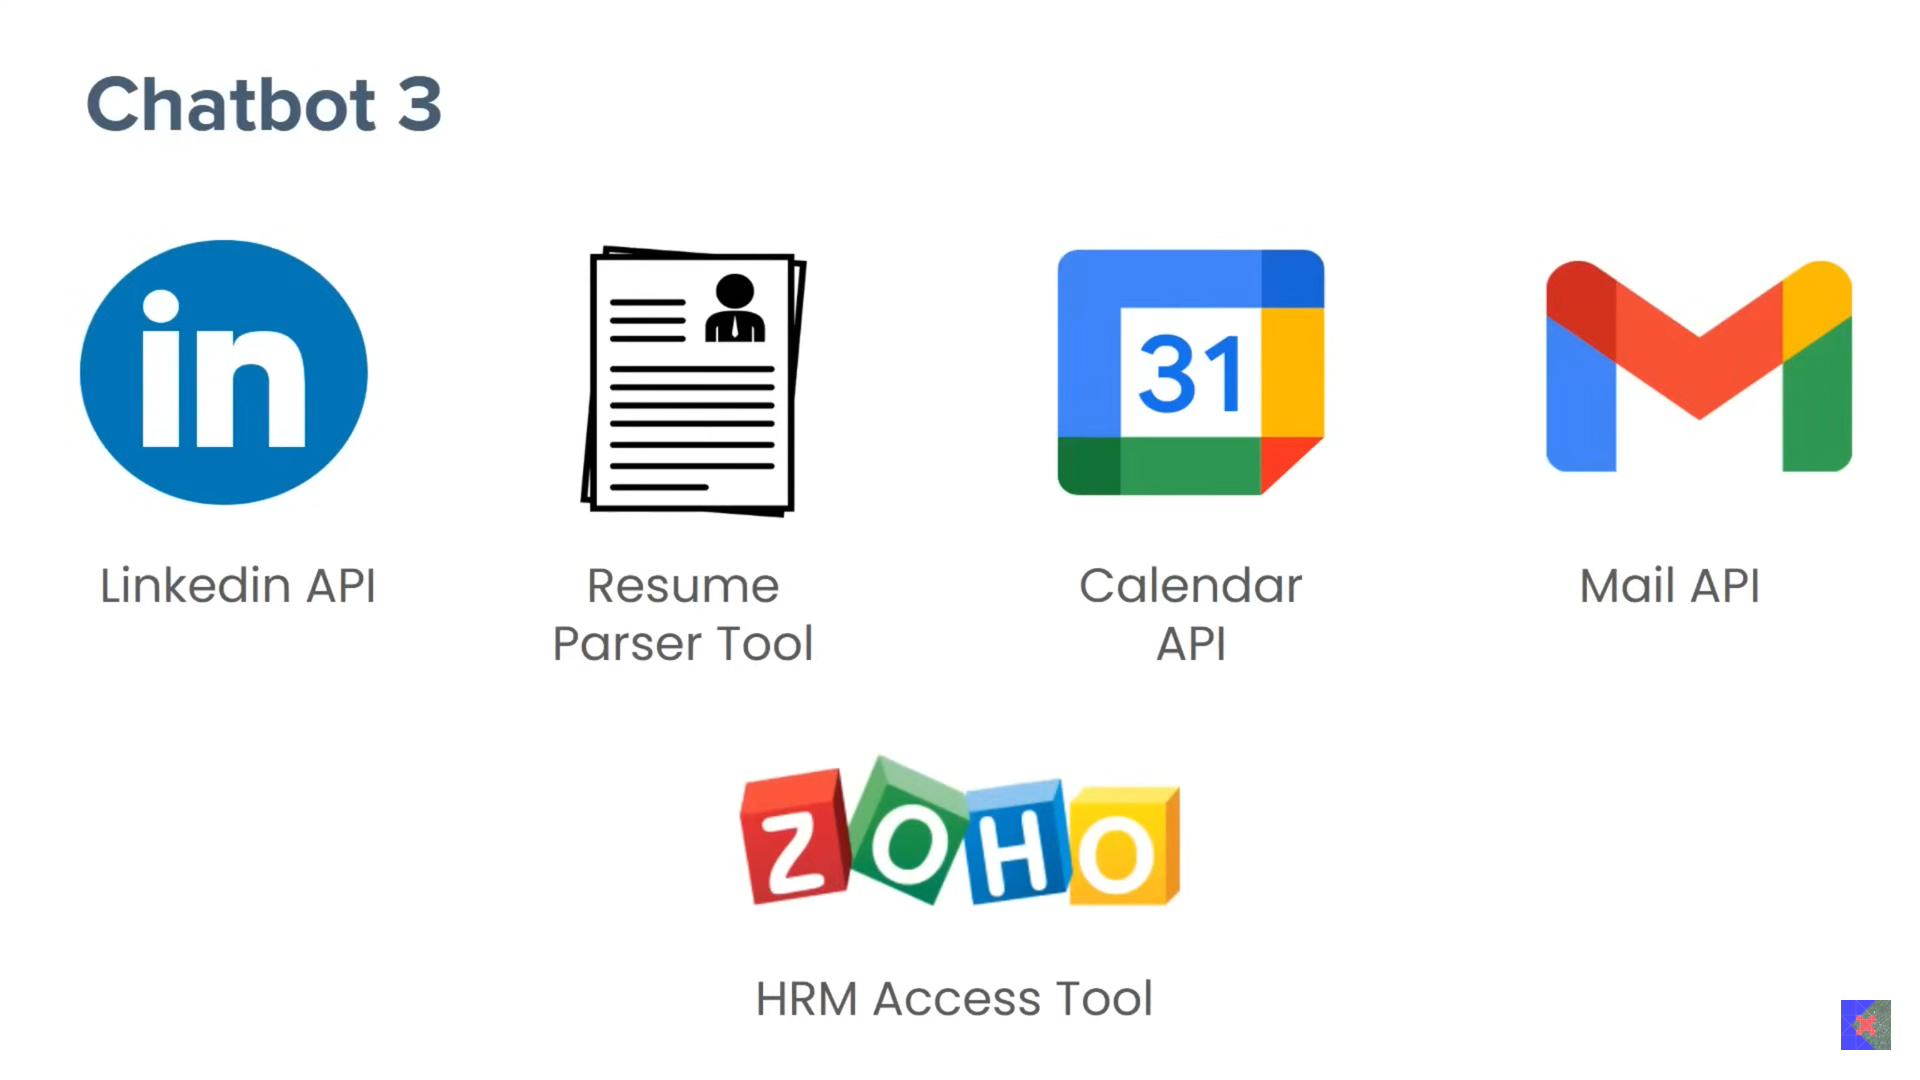 Chatbot 3
in
31
Linkedin API
Resume
Parser Tool
Calendar
API
Mail API
ZOHO
HRM Access Tool